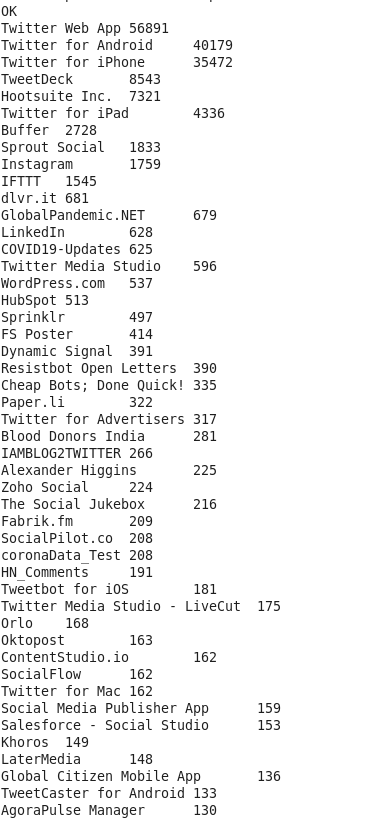 OK
Twitter Web App 56891
Twitter for Android 40179
Twitter for iPhone 35472
TweetDeck 8543
Hootsuite Inc. 7321
Twitter for iPad 4336
Buffer 2728
Sprout Social 1833
Instagram 1759
IFTTT 1545
dlvr.it 681
GlobalPandemic.NET 679
LinkedIn 628
COVID19-Updates 625
Twitter Media Studio 596
WordPress.com 537
HubSpot 513
Sprinklr 497
FS Poster 414
Dynamic Signal 391
Resistbot Open Letters 390
Cheap Bots; Done Quick! 335
Paper.li 322
Twitter for Advertisers 317
Blood Donors India 281
IAMBLOG2TWITTER 266
Alexander Higgins 225
Zoho Social 224
The Social Jukebox 216
Fabrik.fm 209
SocialPilot.co 208
coronaData_Test 208
HN_Comments 191
Tweetbot for iOS 181
Twitter Media Studio - LiveCut 175
Orlo 168
Oktopost 163
ContentStudio.io 162
SocialFlow 162
Twitter for Mac 162
Social Media Publisher App 159
Salesforce - Social Studio 153
Khoros 149
LaterMedia 148
Global Citizen Mobile App 136
TweetCaster for Android 133
AgoraPulse Manager 130